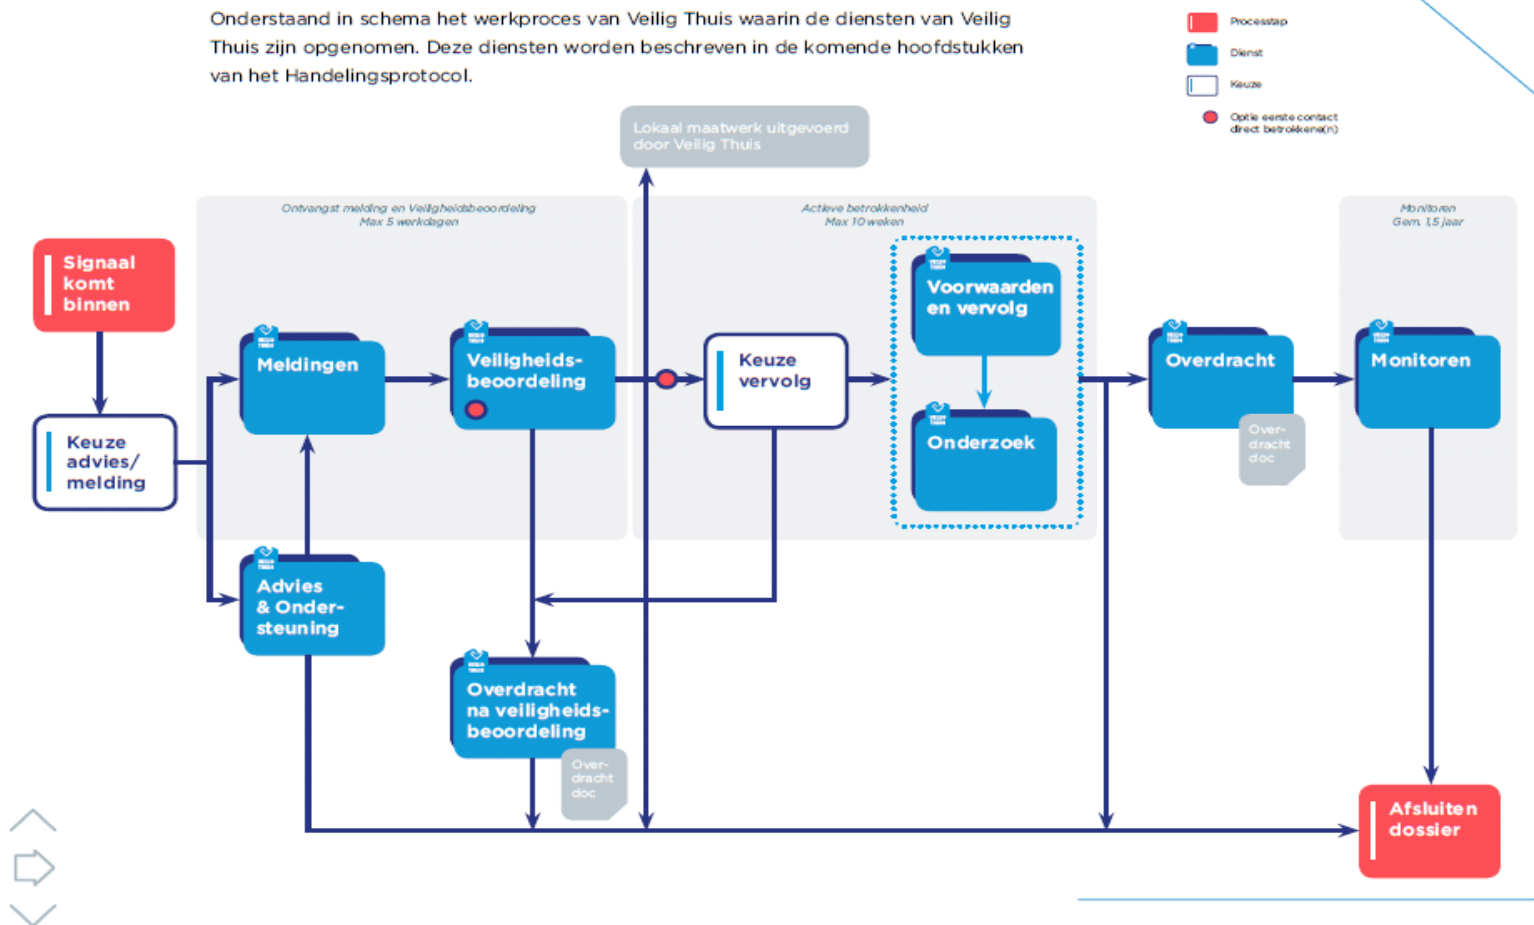 Onderstaand in schema het werkproces van Veilig Thuis waarin de diensten van Veilig
Thuis zijn opgenomen. Deze diensten worden beschreven in de komende hoofdstukken
van het Handelingsprotocol.
Processtap
Dienst
Keuze
Optie eerste contact
direct betrokkene(n)
Lokaal maatwerk uitgevoerd
door Veilig Thuis
Ontvangst melding en Veiligheidsbeoordeling
Max 5 werkdagen
Actieve betrokkenheid
Max 10 weken
Monitoren
Gem. 1,5 jaar
Signaal
komt
binnen
Keuze
advies/
melding
Meldingen
Veiligheids-
beoordeling
Keuze
vervolg
Voorwaarden
en vervolg
Onderzoek
Overdracht
Over-
dracht
doc
Monitoren
Advies
& Onder-
steuning
Overdracht
na veiligheids-
beoordeling
Over-
dracht
doc
Afsluiten
dossier